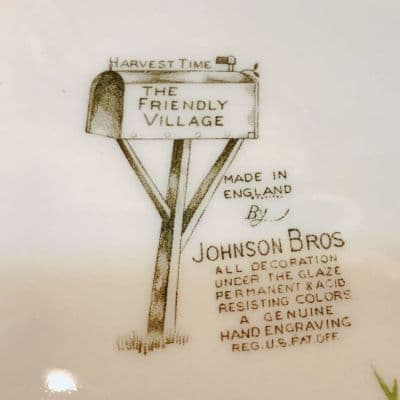 HARVEST TIME
THE
FRIENDLY
VILLAGE
MADE IN
ENGLAND
By
JOHNSON BROS
ALL DECORATION
UNDER THE GLAZE
PERMANENT & ACID
RESISTING COLORS
A GENUINE
HAND ENGRAVING
REG. U.S. PAT. OFF.